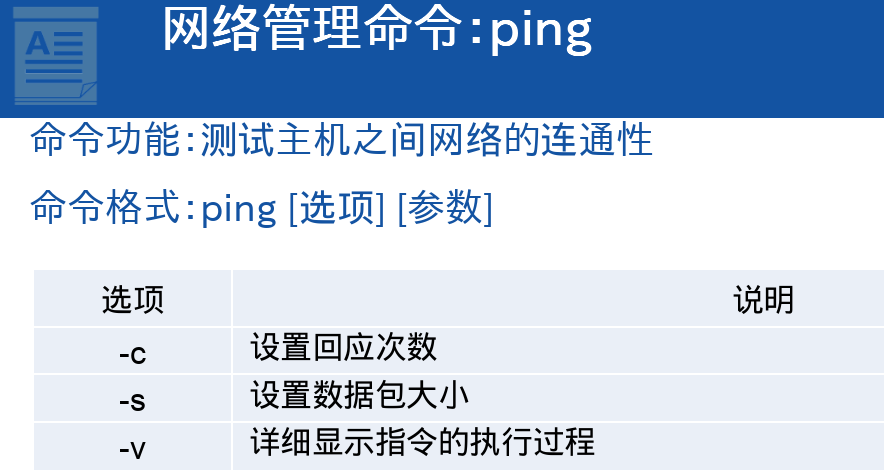 A
网络管理命令:ping
命令功能:测试主机之间网络的连通性
命令格式:ping [选项] [参数]
选项 说明
-c 设置回应次数
-s 设置数据包大小
-v 详细显示指令的执行过程